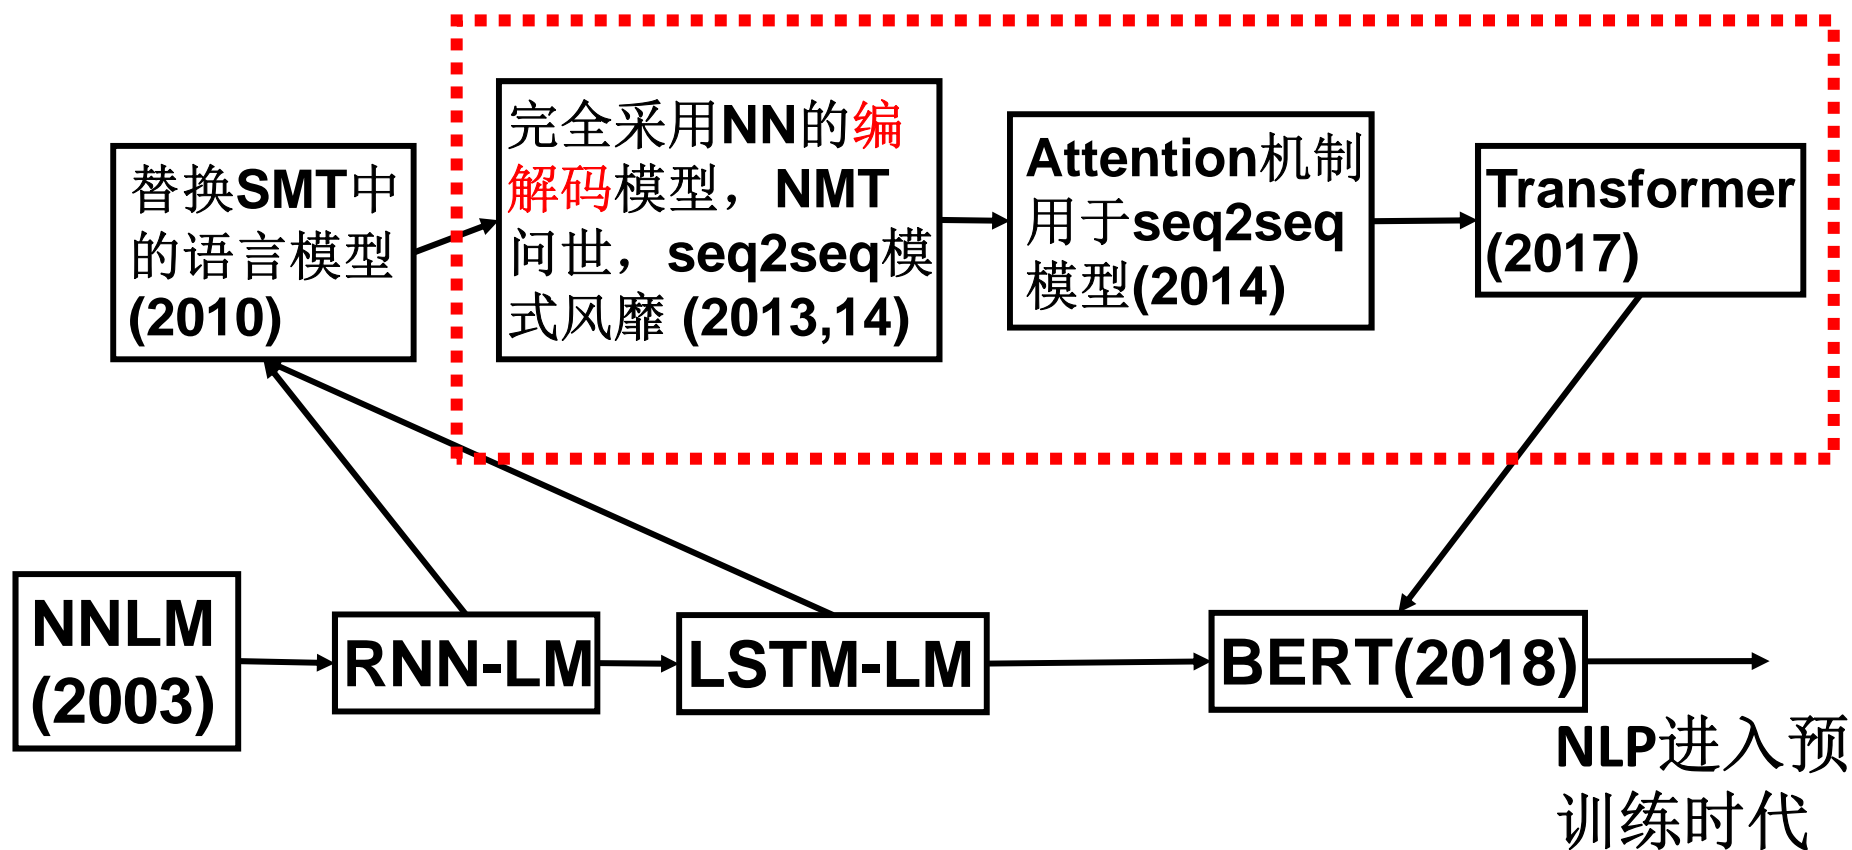 替换SMT中
的语言模型
(2010)
完全采用NN的编
解码模型，NMT
问世，seq2seq模
式风靡 (2013,14)
Attention机制
用于seq2seq
模型(2014)
Transformer
(2017)
NNLM
(2003)
RNN-LM
LSTM-LM
BERT(2018)
NLP进入预
训练时代